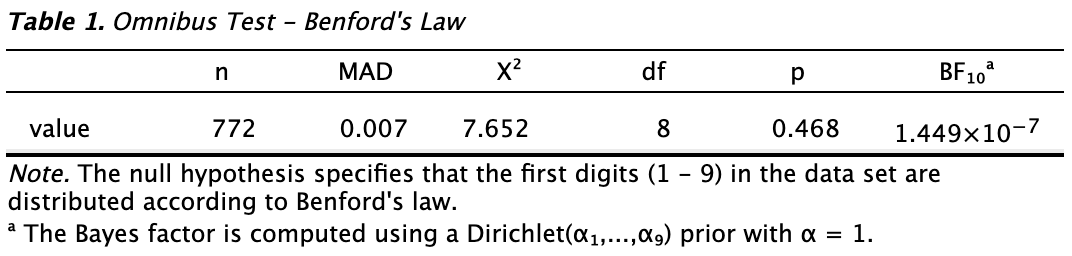 Table 1. Omnibus Test – Benford's Law
n MAD X² df p BF₁₀ᵃ
value 772 0.007 7.652 8 0.468 1.449×10⁻⁷
Note. The null hypothesis specifies that the first digits (1 – 9) in the data set are
distributed according to Benford's law.
ᵃ The Bayes factor is computed using a Dirichlet(α₁,...,α₉) prior with α = 1.